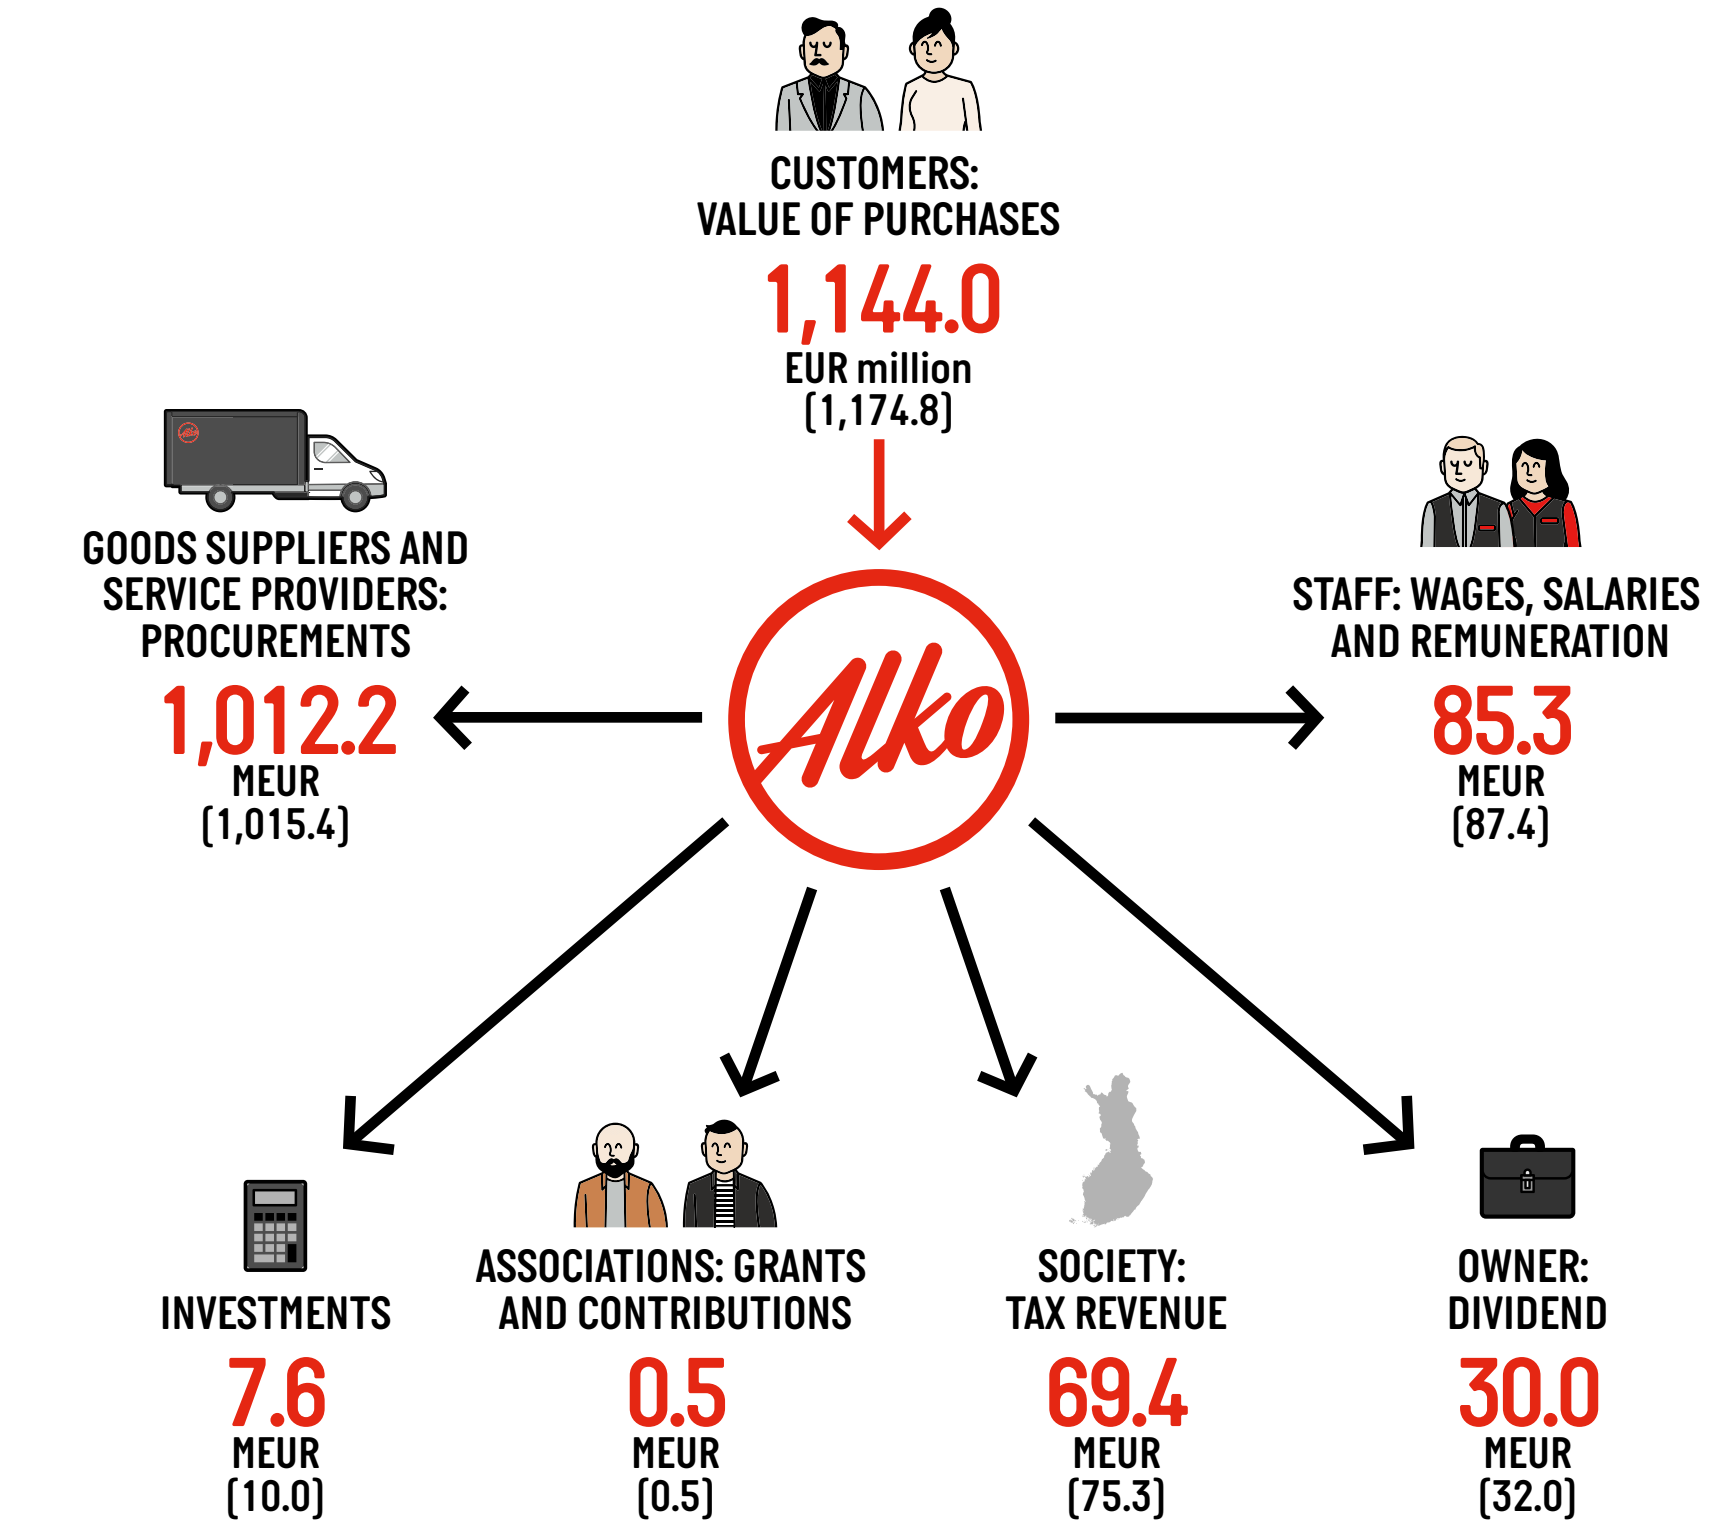 CUSTOMERS:
VALUE OF PURCHASES
1,144.0
EUR million
(1,174.8)
GOODS SUPPLIERS AND
SERVICE PROVIDERS:
PROCUREMENTS
1,012.2
MEUR
(1,015.4)
Alko
STAFF: WAGES, SALARIES
AND REMUNERATION
85.3
MEUR
(87.4)
INVESTMENTS
7.6
MEUR
(10.0)
ASSOCIATIONS: GRANTS
AND CONTRIBUTIONS
0.5
MEUR
(0.5)
SOCIETY:
TAX REVENUE
69.4
MEUR
(75.3)
OWNER:
DIVIDEND
30.0
MEUR
(32.0)